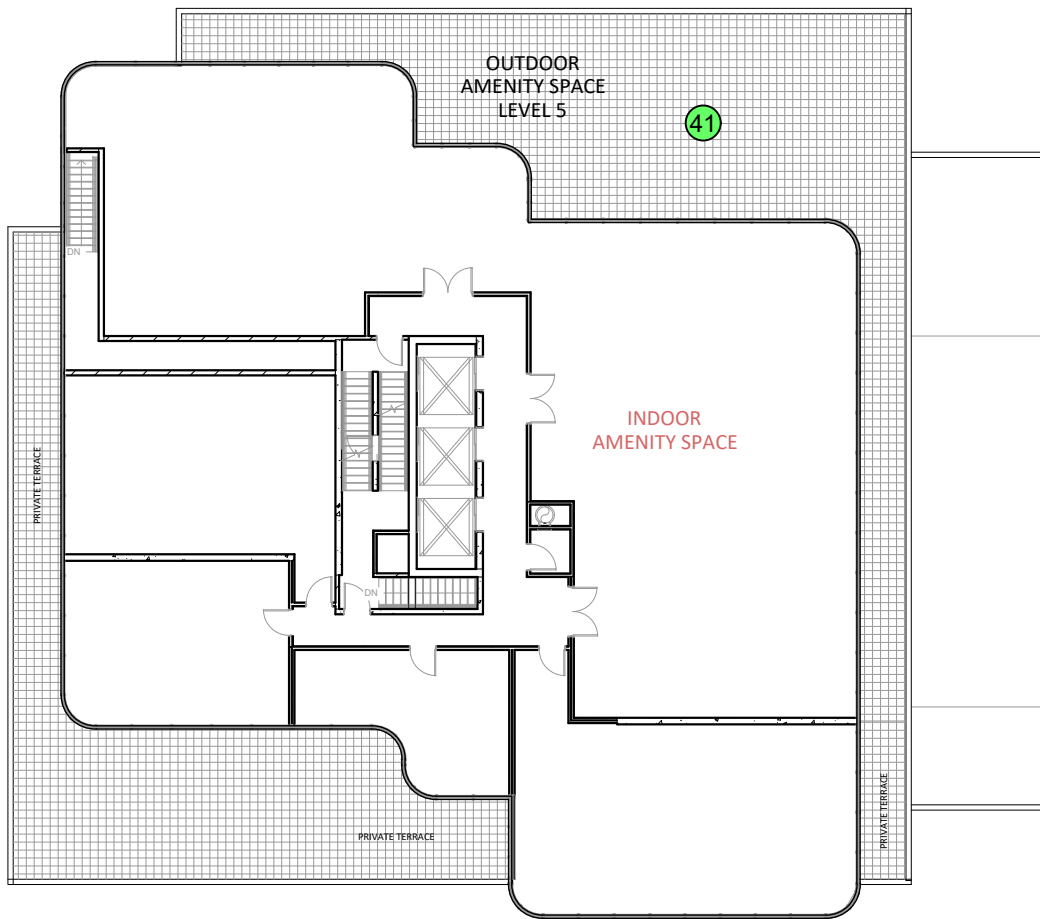 OUTDOOR
AMENITY SPACE
LEVEL 5
41
DN
INDOOR
AMENITY SPACE
PRIVATE TERRACE
DN
PRIVATE TERRACE
PRIVATE TERRACE